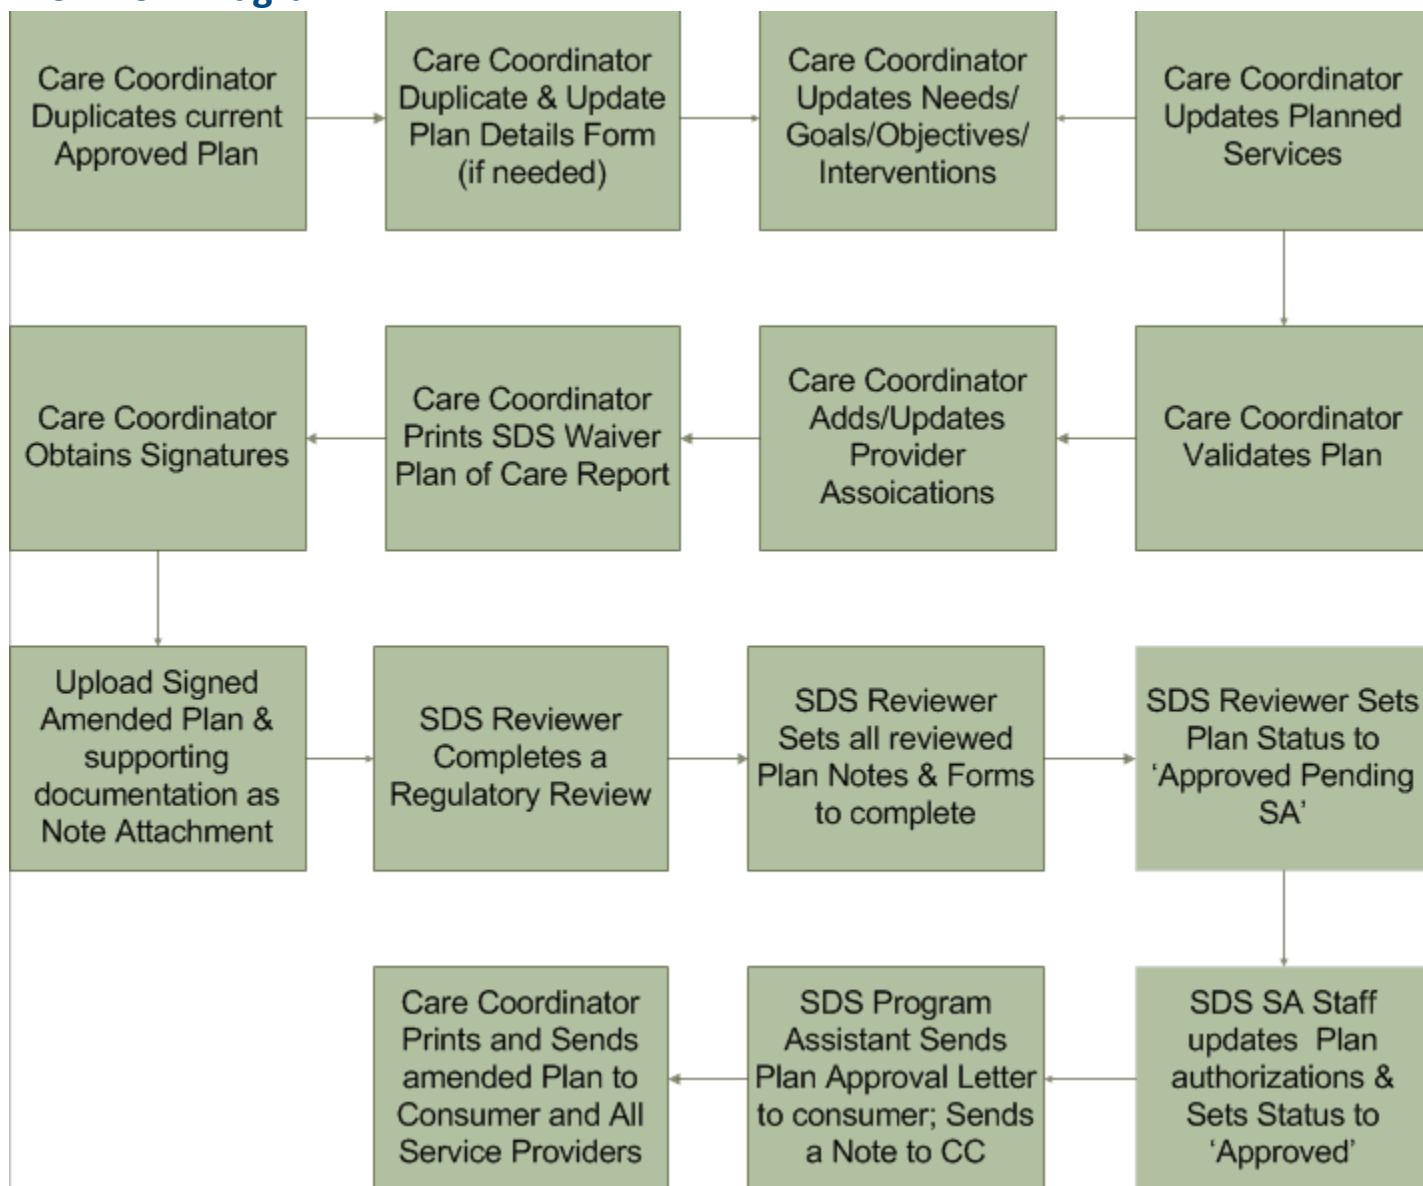 Care Coordinator
Duplicates current
Approved Plan
Care Coordinator
Duplicate & Update
Plan Details Form
(if needed)
Care Coordinator
Updates Needs/
Goals/Objectives/
Interventions
Care Coordinator
Updates Planned
Services
Care Coordinator
Obtains Signatures
Care Coordinator
Prints SDS Waiver
Plan of Care Report
Care Coordinator
Adds/Updates
Provider
Assoications
Care Coordinator
Validates Plan
Upload Signed
Amended Plan &
supporting
documentation as
Note Attachment
SDS Reviewer
Completes a
Regulatory Review
SDS Reviewer
Sets all reviewed
Plan Notes & Forms
to complete
SDS Reviewer Sets
Plan Status to
‘Approved Pending
SA’
Care Coordinator
Prints and Sends
amended Plan to
Consumer and All
Service Providers
SDS Program
Assistant Sends
Plan Approval Letter
to consumer; Sends
a Note to CC
SDS SA Staff
updates Plan
authorizations &
Sets Status to
‘Approved’